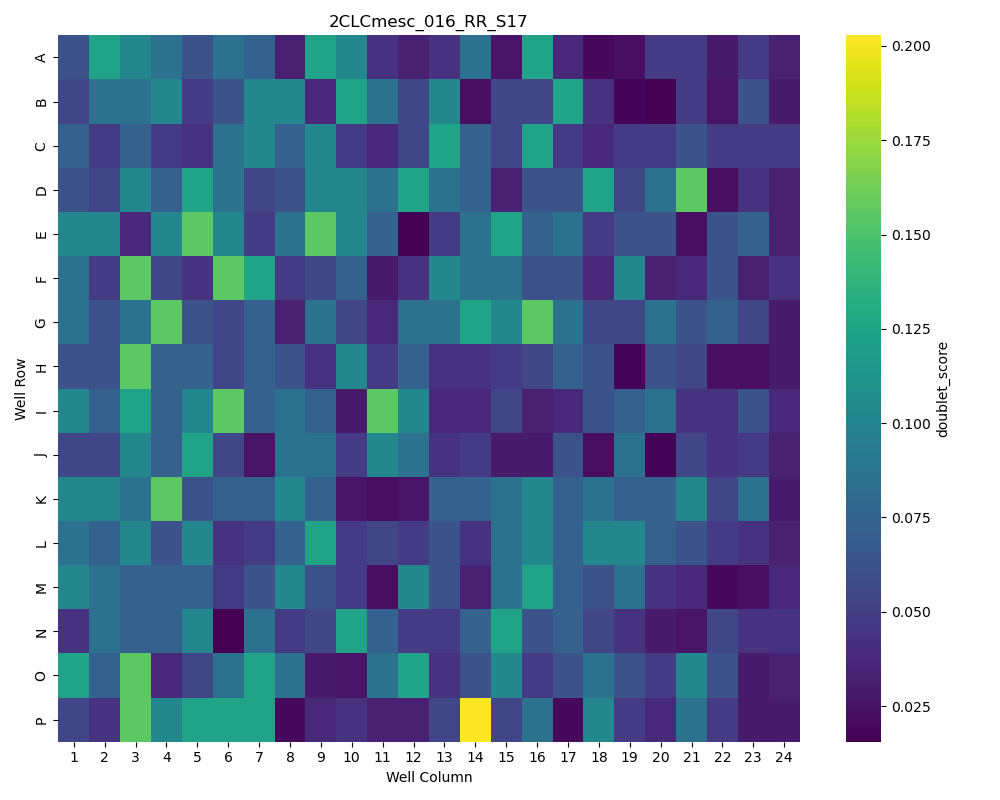 2CLCmesc_016_RR_S17
Well Row
A
B
C
D
E
F
G
H
I
J
K
L
M
N
O
P
1 2 3 4 5 6 7 8 9 10 11 12 13 14 15 16 17 18 19 20 21 22 23 24
Well Column
0.200
0.175
0.150
0.125
0.100
0.075
0.050
0.025
doublet_score